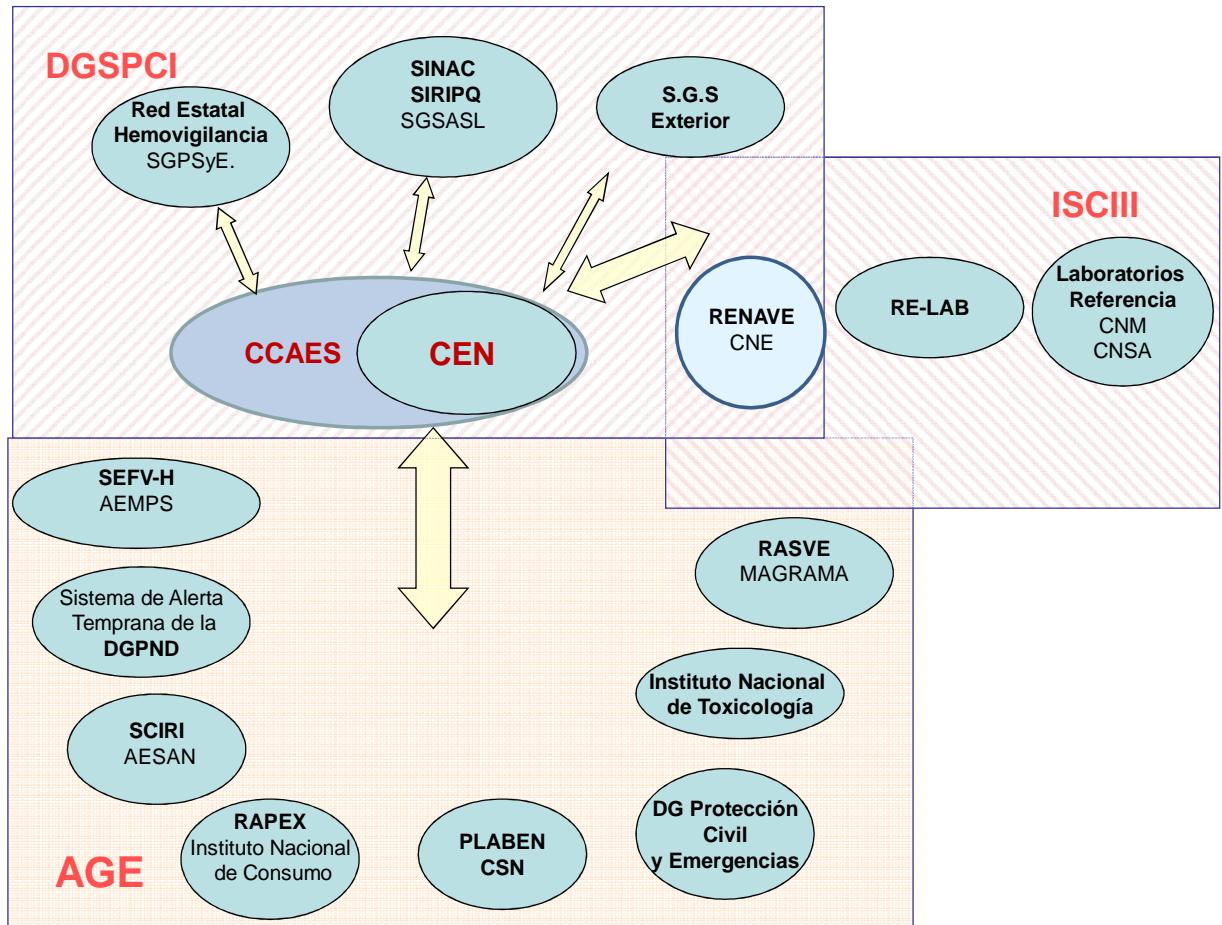 DGSPCI
Red Estatal
Hemovigilancia
SGPSyE.
SINAC
SIRIPQ
SGSASL
S.G.S
Exterior
ISCIII
CCAES
CEN
RENAVE
CNE
RE-LAB
Laboratorios
Referencia
CNM
CNSA
SEFV-H
AEMPS
Sistema de Alerta
Temprana de la
DGPND
SCIRI
AESAN
RAPEX
Instituto Nacional
de Consumo
PLABEN
CSN
RASVE
MAGRAMA
Instituto Nacional
de Toxicología
DG Protección
Civil
y Emergencias
AGE